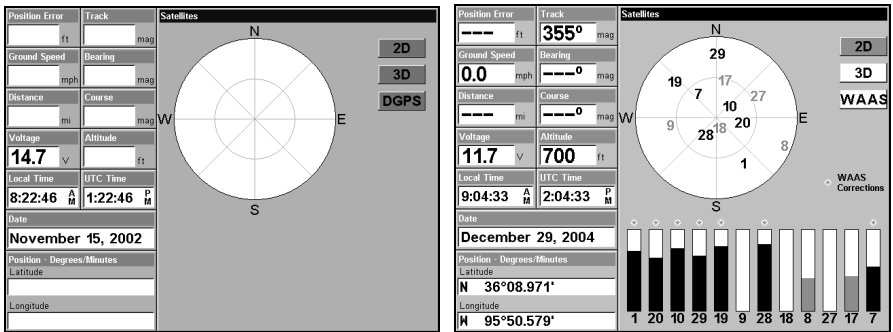 Position Error Track Satellites
ft mag
N
2D
Ground Speed Bearing
mph mag
3D
Distance Course
DGPS
mi mag
W E
Voltage Altitude
14.7 V ft
Local Time UTC Time
8:22:46 AM 1:22:46 PM
S
Date
November 15, 2002
Position - Degrees/Minutes
Latitude
Longitude
Position Error Track Satellites
--- ft 355° mag
N
29
2D
Ground Speed Bearing
0.0 mph ---° mag
19 17
3D
7 27
Distance Course
WAAS
10
--- mi ---° mag
W E
9 20
18
28
Voltage Altitude
11.7 V 700 ft
8
1
Local Time UTC Time
9:04:33 AM 2:04:33 PM
WAAS
Corrections
S
Date
December 29, 2004
Position - Degrees/Minutes
Latitude
N 36°08.971'
Longitude
W 95°50.579'
1 20 10 29 19 9 28 18 8 27 17 7